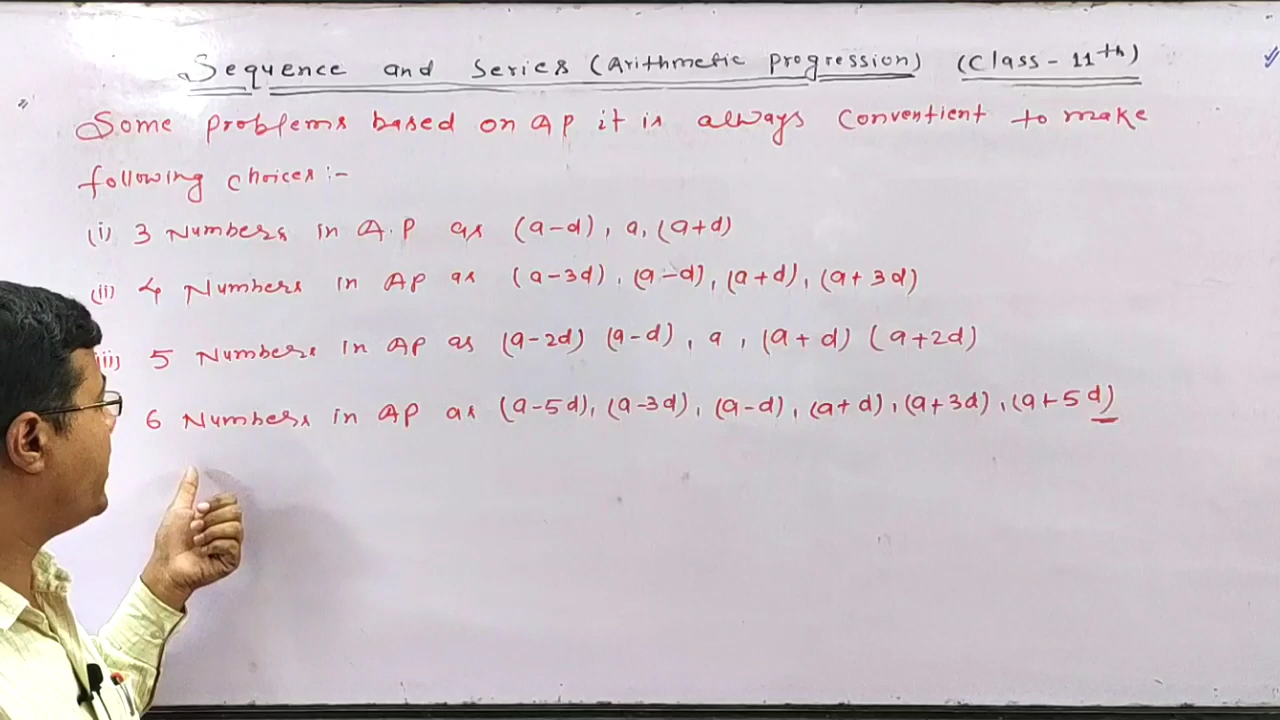 Sequence and Series (Arithmetic progression) (Class - 11th)
Some problems based on AP it is always conventient to make
following choices :-
(i) 3 Numbers in A.P as (a-d), a, (a+d)
(ii) 4 Numbers in AP as (a-3d), (a-d), (a+d), (a+3d)
(iii) 5 Numbers in AP as (a-2d) (a-d), a, (a+d) (a+2d)
6 Numbers in AP as (a-5d), (a-3d), (a-d), (a+d), (a+3d), (a+5d)